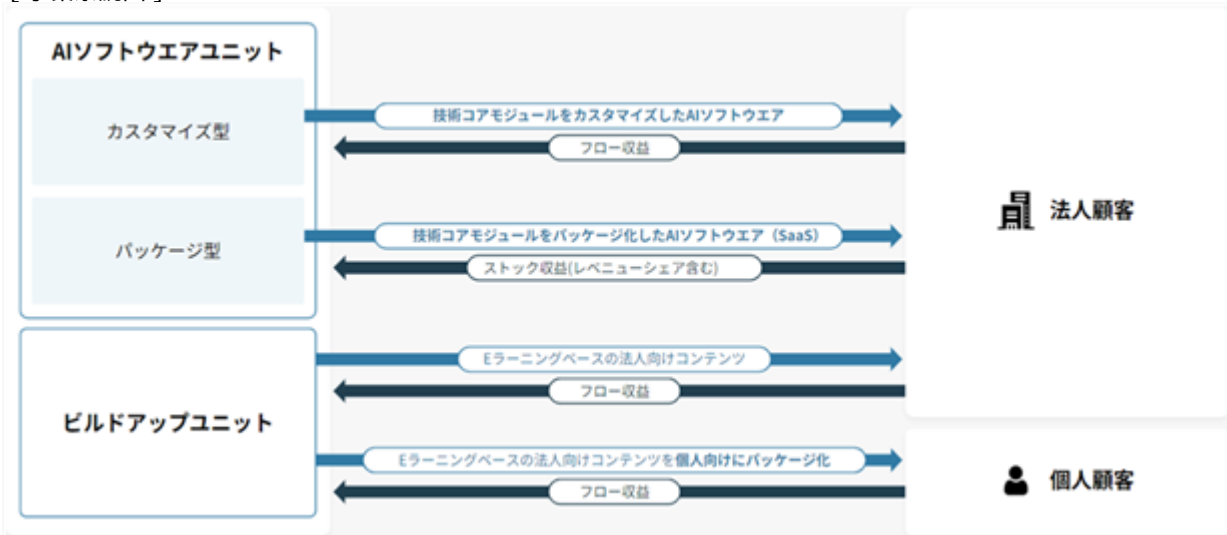 AIソフトウエアユニット
カスタマイズ型
技術コアモジュールをカスタマイズしたAIソフトウエア
フロー収益
パッケージ型
技術コアモジュールをパッケージ化したAIソフトウエア（SaaS）
ストック収益(レベニューシェア含む)
法人顧客
ビルドアップユニット
Eラーニングベースの法人向けコンテンツ
フロー収益
Eラーニングベースの法人向けコンテンツを個人向けにパッケージ化
フロー収益
個人顧客